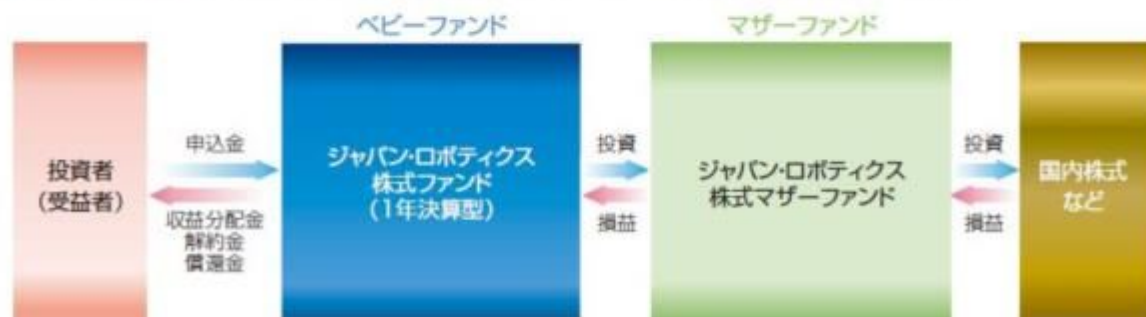 ベビーファンド
マザーファンド
投資者
(受益者)
申込金
収益分配金
解約金
償還金
ジャパン・ロボティクス
株式ファンド
(1年決算型)
投資
損益
ジャパン・ロボティクス
株式マザーファンド
投資
損益
国内株式
など